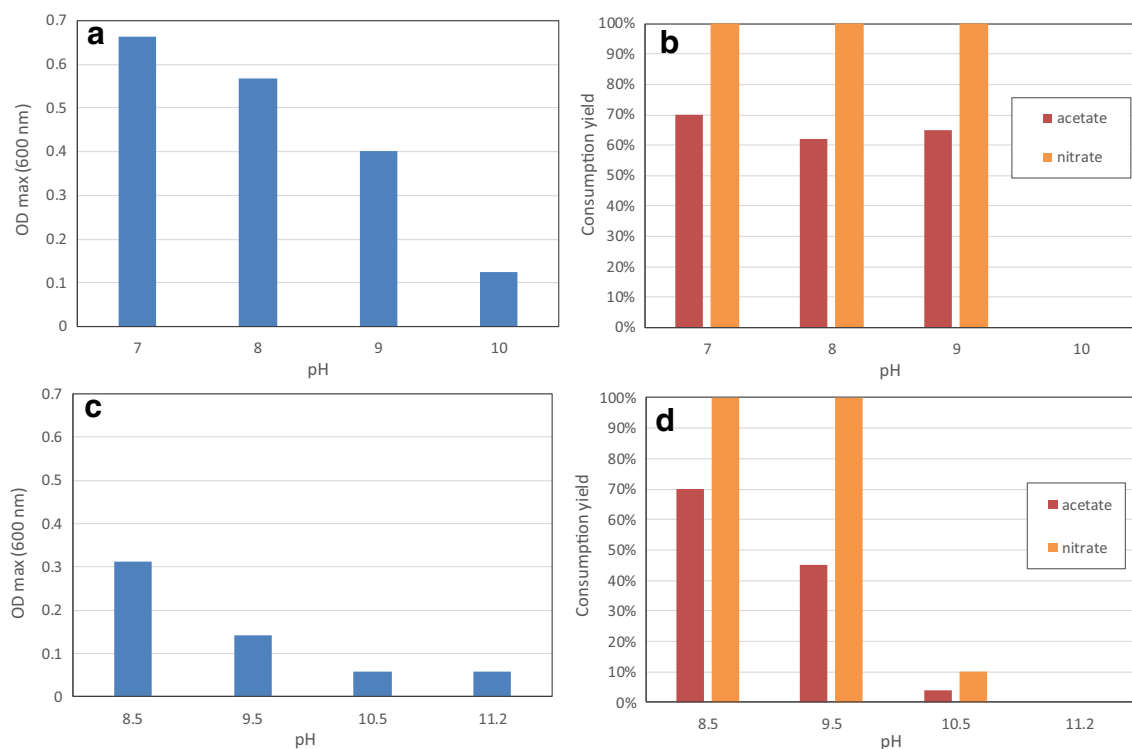 a
OD max (600 nm)
0.7
0.6
0.5
0.4
0.3
0.2
0.1
0
7 8 9 10
pH
b
Consumption yield
100%
90%
80%
70%
60%
50%
40%
30%
20%
10%
0%
7 8 9 10
pH
acetate
nitrate
c
OD max (600 nm)
0.7
0.6
0.5
0.4
0.3
0.2
0.1
0
8.5 9.5 10.5 11.2
pH
d
Consumption yield
100%
90%
80%
70%
60%
50%
40%
30%
20%
10%
0%
8.5 9.5 10.5 11.2
pH
acetate
nitrate